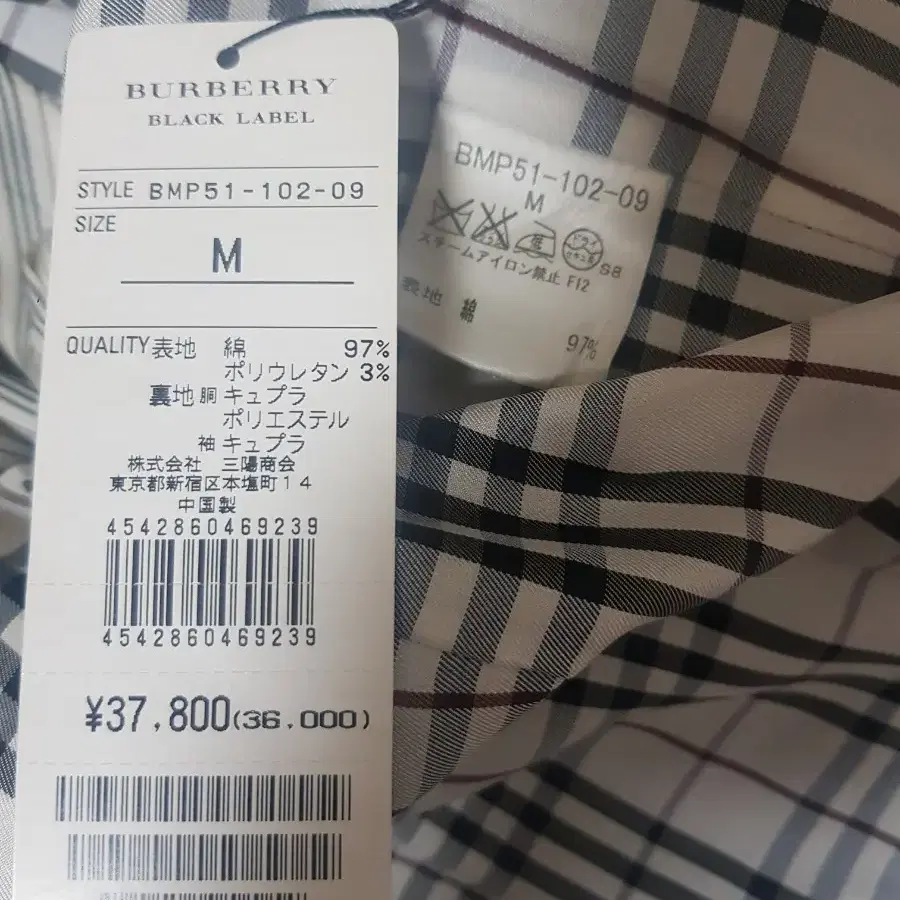 BURBERRY
BLACK LABEL
STYLE BMP51-102-09
SIZE
M
QUALITY 表地 綿 97%
ポリウレタン 3%
裏地 胴 キュプラ
ポリエステル
袖 キュプラ
株式会社 三陽商会
東京都新宿区本塩町14
中国製
4542860469239
4542860469239
¥37,800(36,000)
BMP51-102-09
M
ドライ
S8
スチームアイロン禁止 F12
表地 綿 97%